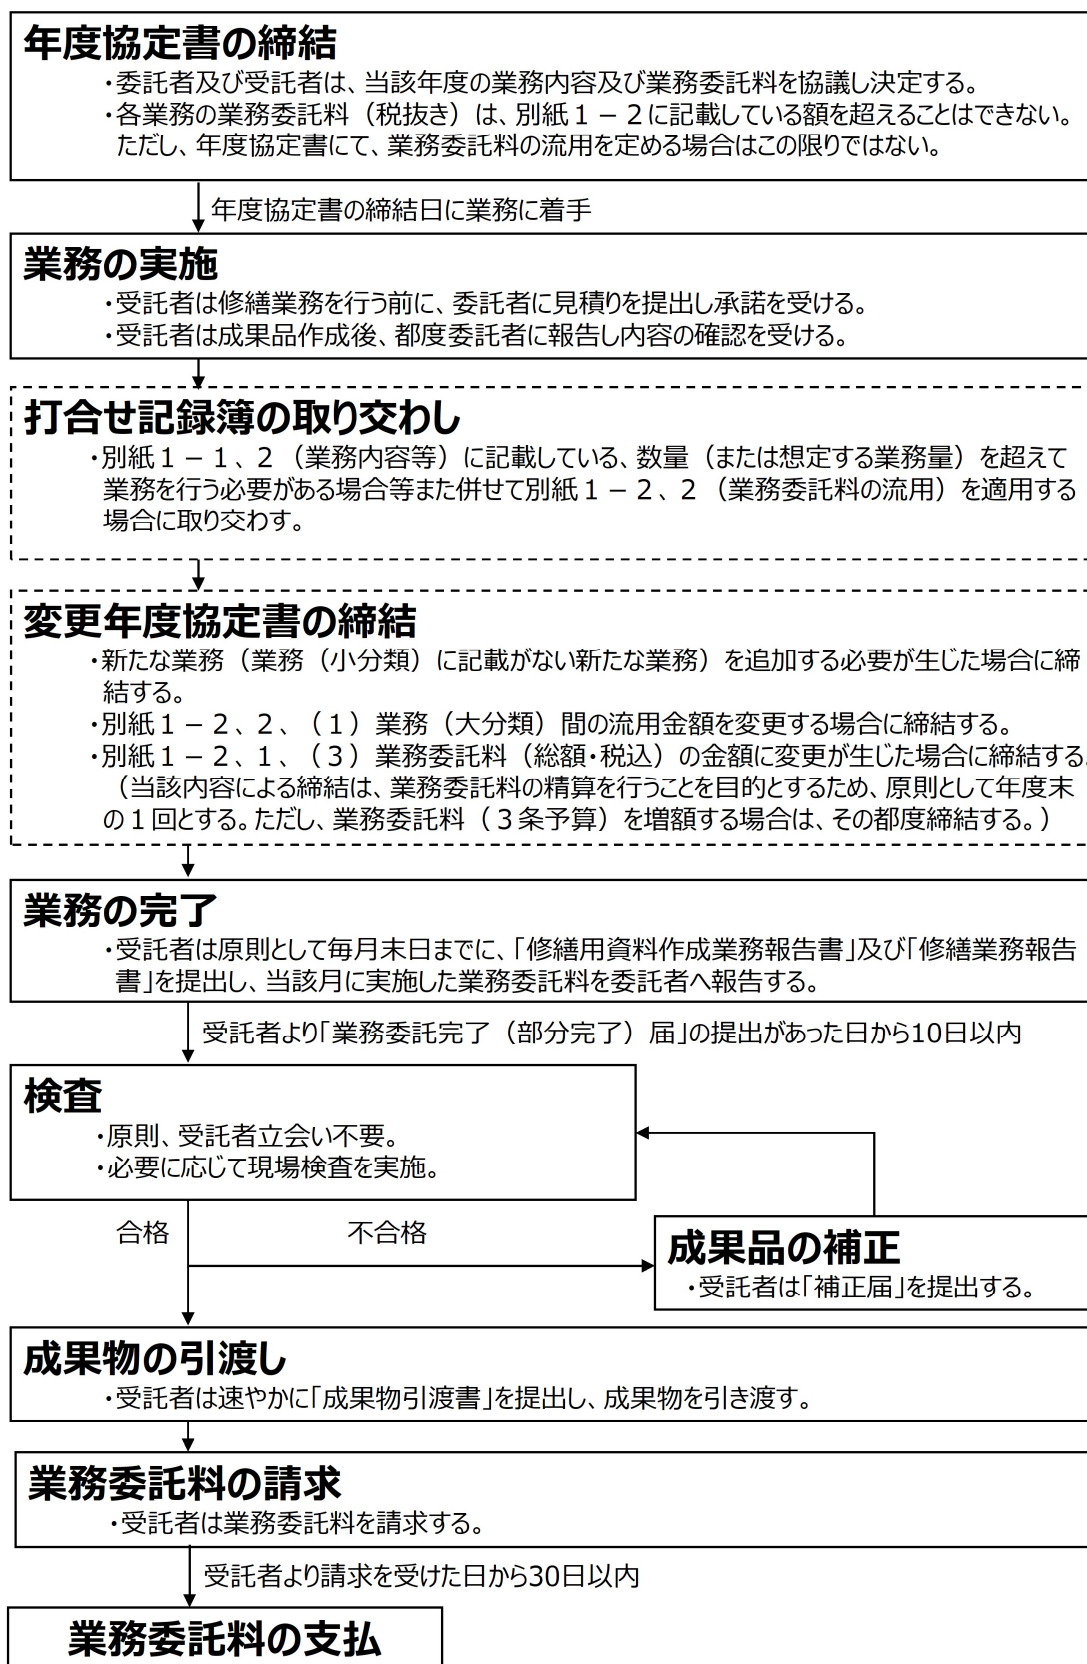 年度協定書の締結
・委託者及び受託者は、当該年度の業務内容及び業務委託料を協議し決定する。
・各業務の業務委託料（税抜き）は、別紙１－２に記載している額を超えることはできない。
ただし、年度協定書にて、業務委託料の流用を定める場合はこの限りではない。
年度協定書の締結日に業務に着手
業務の実施
・受託者は修繕業務を行う前に、委託者に見積りを提出し承諾を受ける。
・受託者は成果品作成後、都度委託者に報告し内容の確認を受ける。
打合せ記録簿の取り交わし
・別紙１－１、２（業務内容等）に記載している、数量（または想定する業務量）を超えて
業務を行う必要がある場合等また併せて別紙１－２、２（業務委託料の流用）を適用する
場合に取り交わす。
変更年度協定書の締結
・新たな業務（業務（小分類）に記載がない新たな業務）を追加する必要が生じた場合に締
結する。
・別紙１－２、２、（１）業務（大分類）間の流用金額を変更する場合に締結する。
・別紙１－２、１、（３）業務委託料（総額・税込）の金額に変更が生じた場合に締結する。
（当該内容による締結は、業務委託料の精算を行うことを目的とするため、原則として年度末
の１回とする。ただし、業務委託料（３条予算）を増額する場合は、その都度締結する。）
業務の完了
・受託者は原則として毎月末日までに、「修繕用資料作成業務報告書」及び「修繕業務報告
書」を提出し、当該月に実施した業務委託料を委託者へ報告する。
受託者より「業務委託完了（部分完了）届」の提出があった日から10日以内
検査
・原則、受託者立会い不要。
・必要に応じて現場検査を実施。
合格
不合格
成果品の補正
・受託者は「補正届」を提出する。
成果物の引渡し
・受託者は速やかに「成果物引渡書」を提出し、成果物を引き渡す。
業務委託料の請求
・受託者は業務委託料を請求する。
受託者より請求を受けた日から30日以内
業務委託料の支払